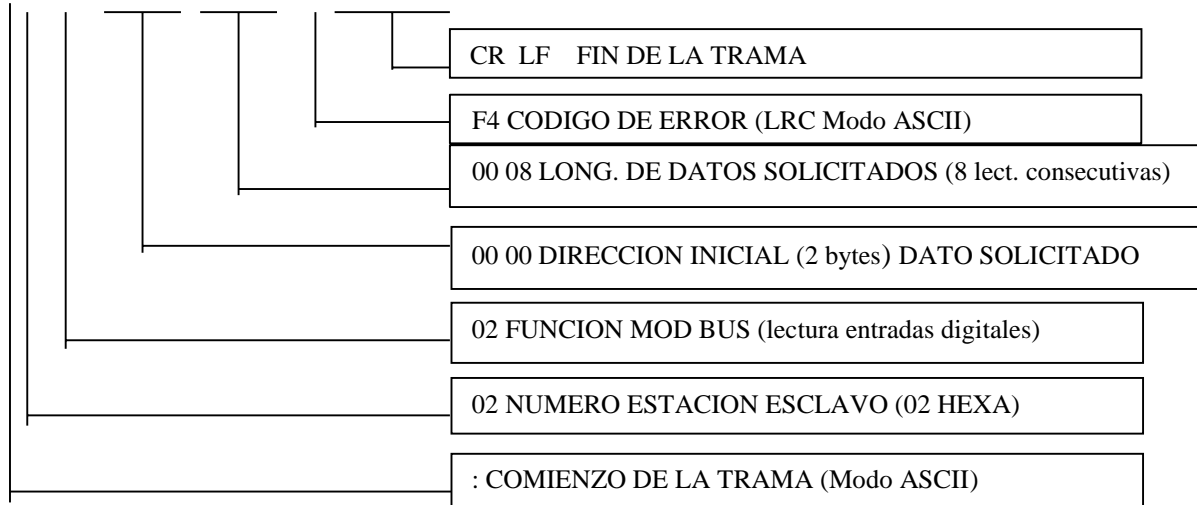 CR LF FIN DE LA TRAMA
F4 CODIGO DE ERROR (LRC Modo ASCII)
00 08 LONG. DE DATOS SOLICITADOS (8 lect. consecutivas)
00 00 DIRECCION INICIAL (2 bytes) DATO SOLICITADO
02 FUNCION MOD BUS (lectura entradas digitales)
02 NUMERO ESTACION ESCLAVO (02 HEXA)
: COMIENZO DE LA TRAMA (Modo ASCII)